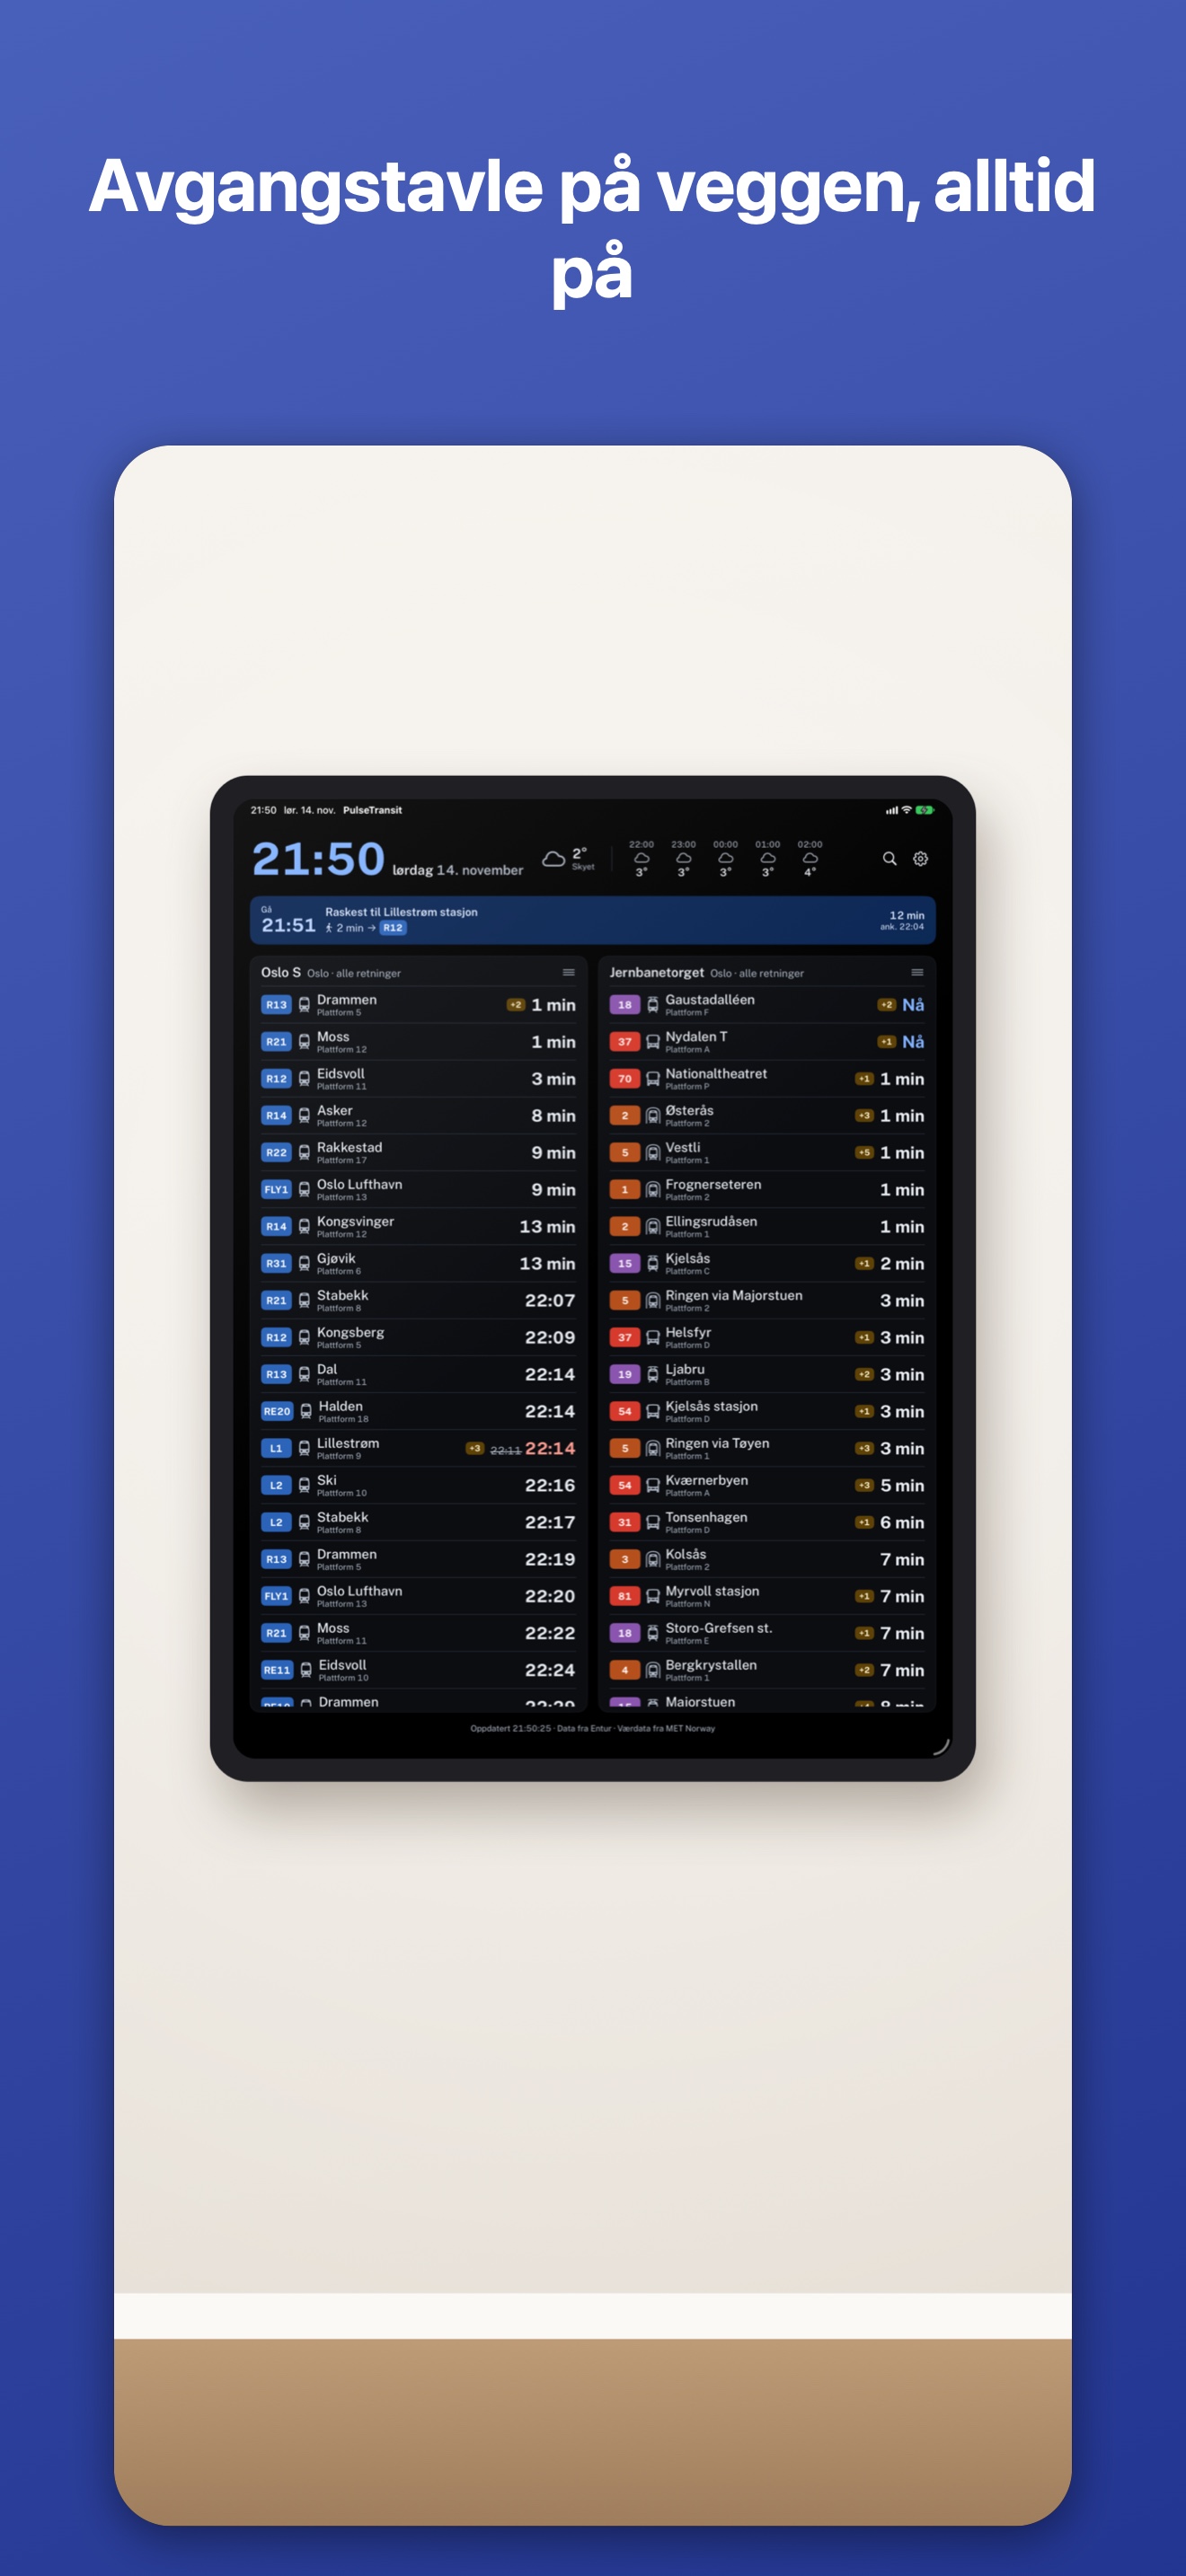 Avgangstavle på veggen, alltid
på
21:50 lør. 14. nov. PulseTransit
21:50 lørdag 14. november
2°
Skyet
22:00 23:00 00:00 01:00 02:00
3° 3° 3° 3° 4°
Gå
21:51
Raskest til Lillestrøm stasjon
2 min → R12
12 min
ank. 22:04
Oslo S Oslo · alle retninger
R13 Drammen +2 1 min
Plattform 5
R21 Moss 1 min
Plattform 12
R12 Eidsvoll 3 min
Plattform 11
R14 Asker 8 min
Plattform 12
R22 Rakkestad 9 min
Plattform 17
FLY1 Oslo Lufthavn 9 min
Plattform 13
R14 Kongsvinger 13 min
Plattform 12
R31 Gjøvik 13 min
Plattform 6
R21 Stabekk 22:07
Plattform 8
R12 Kongsberg 22:09
Plattform 5
R13 Dal 22:14
Plattform 11
RE20 Halden 22:14
Plattform 18
L1 Lillestrøm +3 22:11 22:14
Plattform 9
L2 Ski 22:16
Plattform 10
L2 Stabekk 22:17
Plattform 8
R13 Drammen 22:19
Plattform 5
FLY1 Oslo Lufthavn 22:20
Plattform 13
R21 Moss 22:22
Plattform 11
RE11 Eidsvoll 22:24
Plattform 10
Drammen
Jernbanetorget Oslo · alle retninger
18 Gaustadalléen +2 Nå
Plattform F
37 Nydalen T +1 Nå
Plattform A
70 Nationaltheatret +1 1 min
Plattform P
2 Østerås +3 1 min
Plattform 2
5 Vestli +5 1 min
Plattform 1
1 Frognerseteren 1 min
Plattform 2
2 Ellingsrudåsen 1 min
Plattform 1
15 Kjelsås +1 2 min
Plattform C
5 Ringen via Majorstuen 3 min
Plattform 2
37 Helsfyr +1 3 min
Plattform D
19 Ljabru +2 3 min
Plattform B
54 Kjelsås stasjon +1 3 min
Plattform D
5 Ringen via Tøyen +3 3 min
Plattform 1
54 Kværnerbyen +3 5 min
Plattform A
31 Tonsenhagen +1 6 min
Plattform D
3 Kolsås 7 min
Plattform 2
81 Myrvoll stasjon +1 7 min
Plattform N
18 Storo-Grefsen st. +1 7 min
Plattform E
4 Bergkrystallen +2 7 min
Plattform 1
Majorstuen
Oppdatert 21:50:25 · Data fra Entur · Værdata fra MET Norway